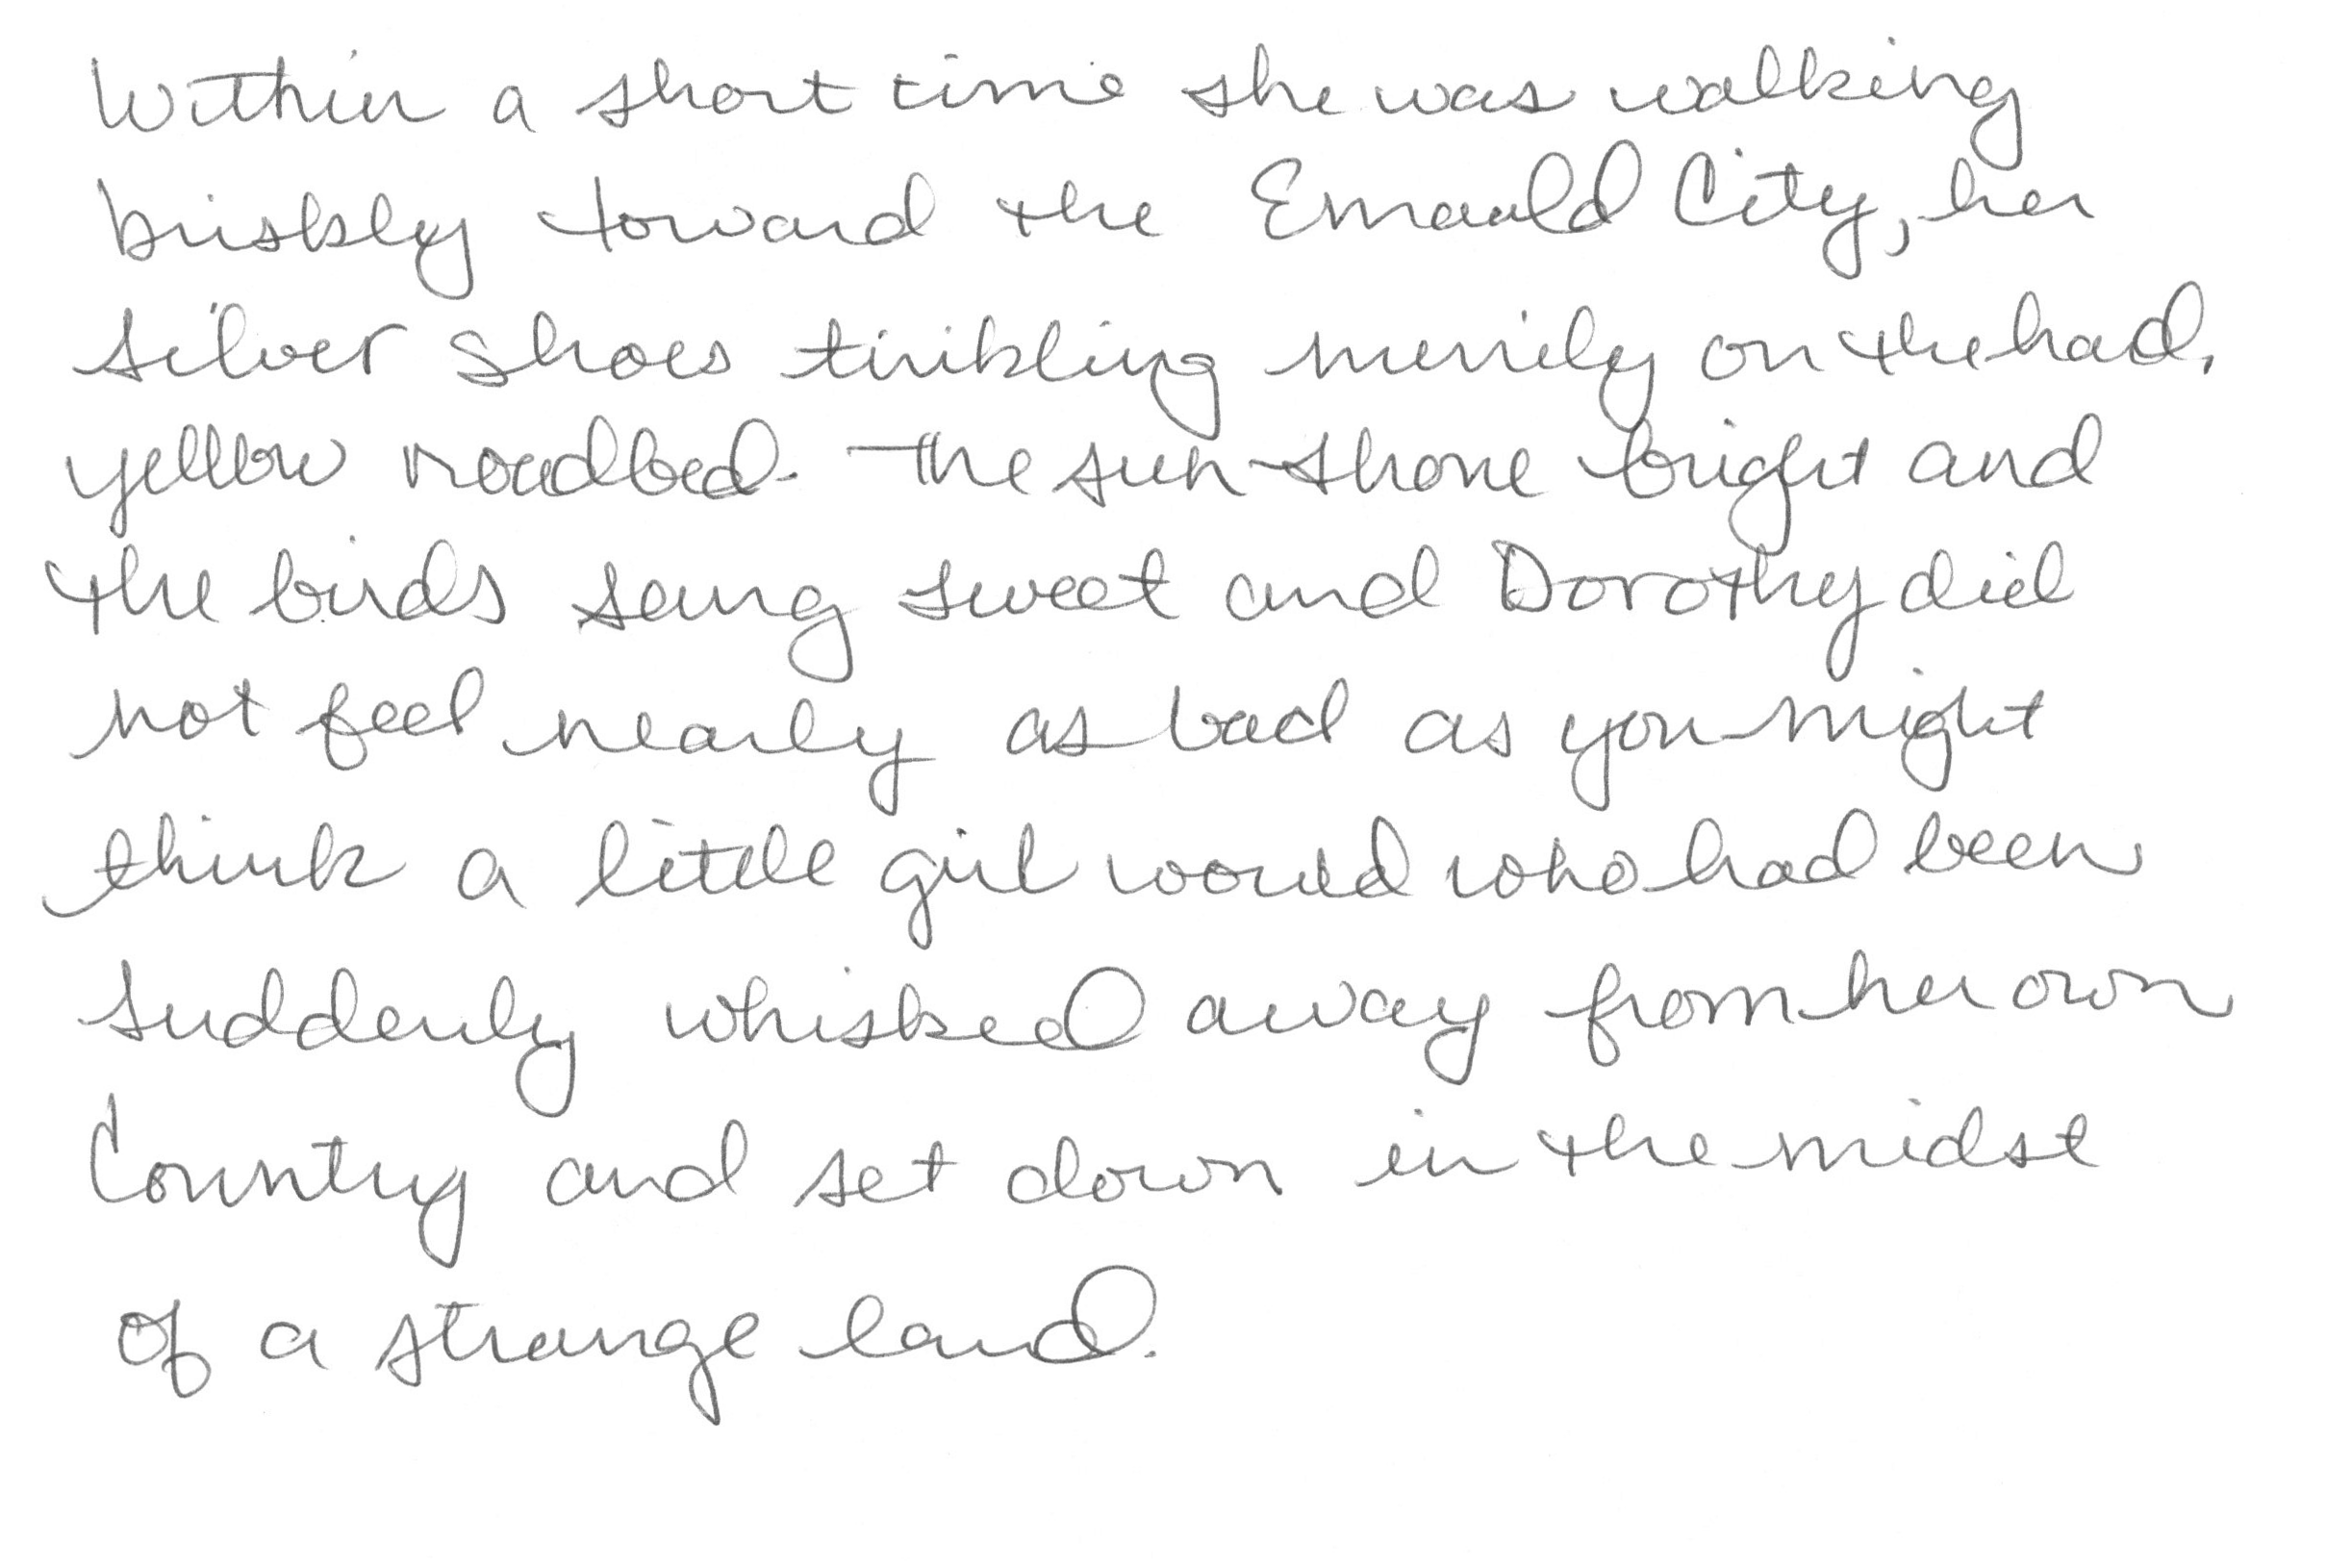 Within a short time she was walking
briskly toward the Emerald City, her
silver shoes tinkling merrily on the hard,
yellow roadbed. The sun shone bright and
the birds sang sweet and Dorothy did
not feel nearly as bad as you might
think a little girl would who had been
suddenly whisked away from her own
Country and set down in the midst
of a strange land.